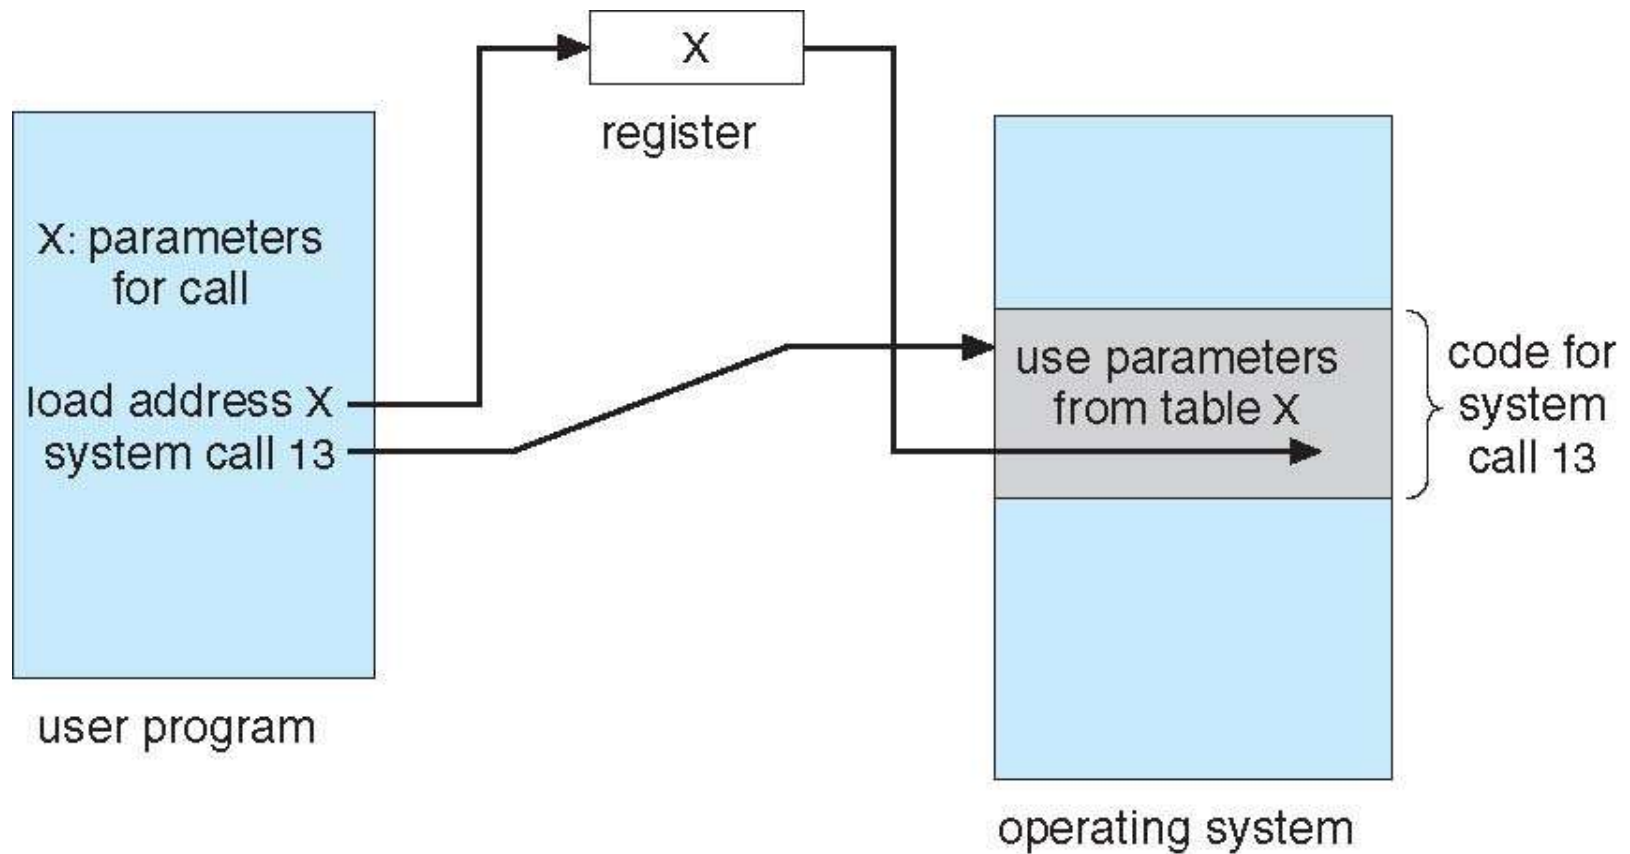 X
register
X: parameters
for call
load address X
system call 13
user program
use parameters
from table X
code for
system
call 13
operating system